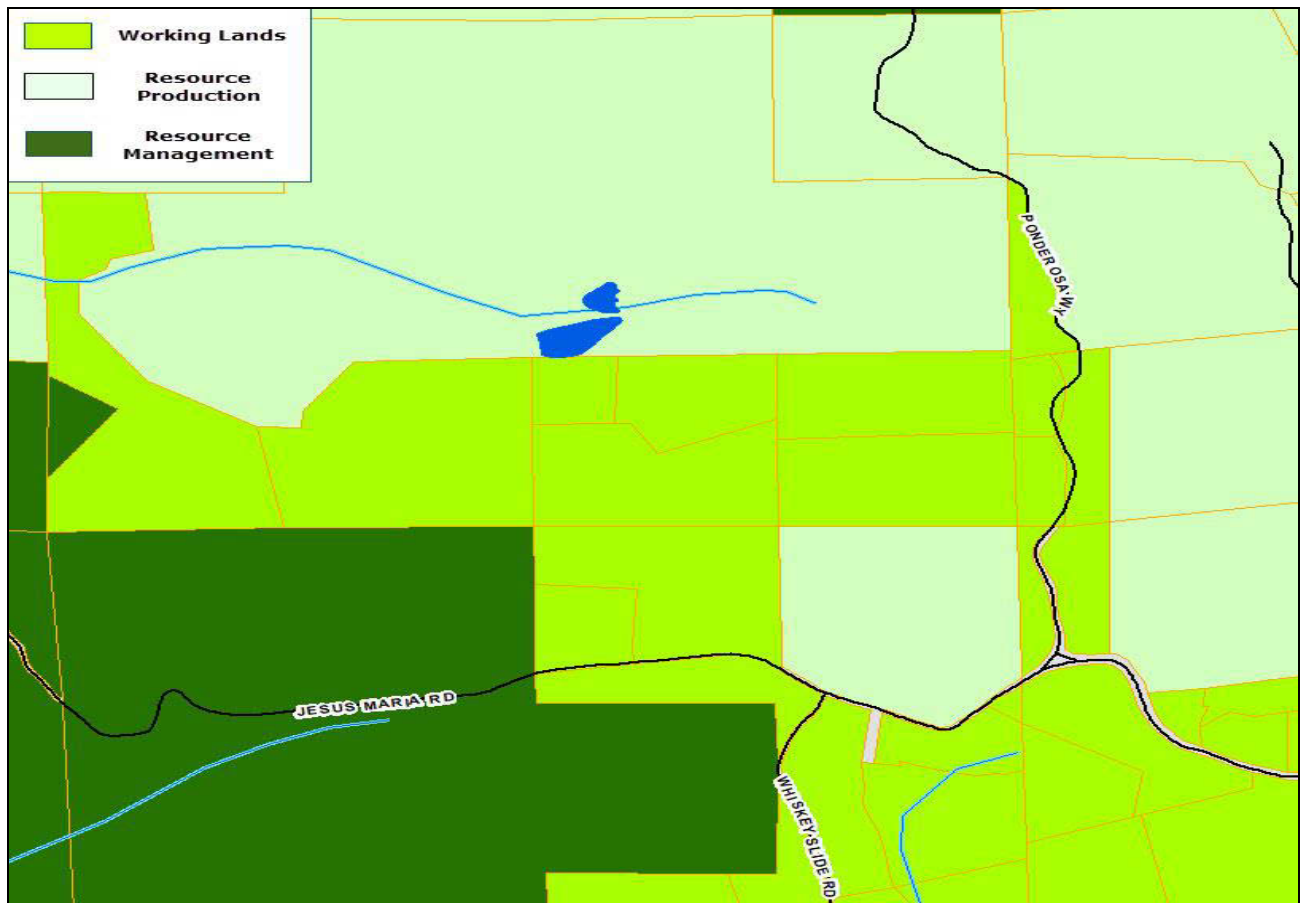 Working Lands
Resource
Production
Resource
Management
PONDEROSA WY
JESUS MARIA RD
WHISKEY SLIDE RD